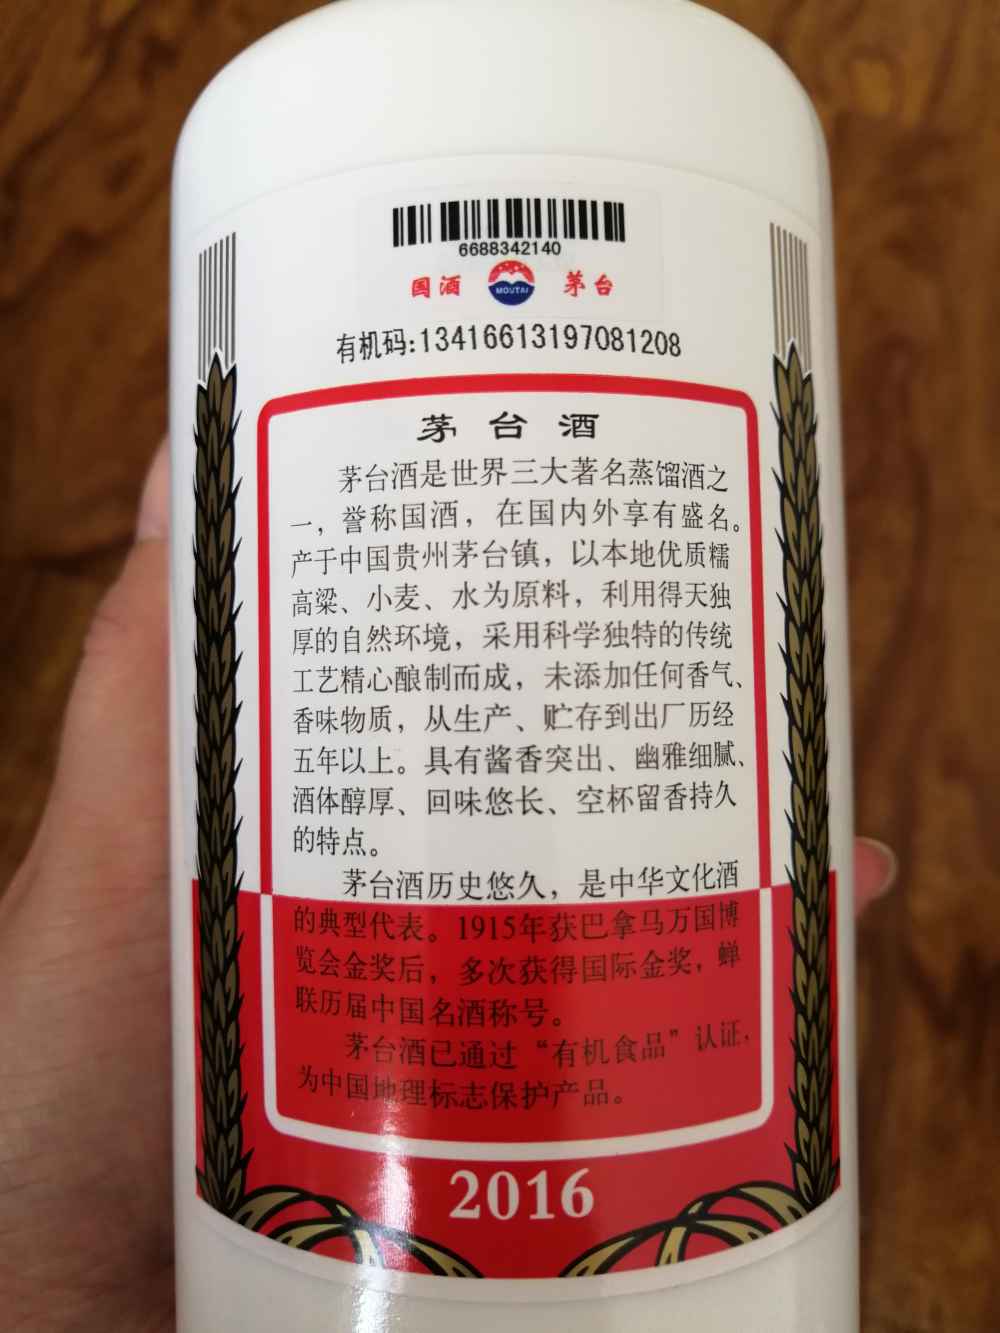 6688342140
国酒 MOUTAI 茅台
有机码:13416613197081208
茅台酒
茅台酒是世界三大著名蒸馏酒之
一，誉称国酒，在国内外享有盛名。
产于中国贵州茅台镇，以本地优质糯
高粱、小麦、水为原料，利用得天独
厚的自然环境，采用科学独特的传统
工艺精心酿制而成，未添加任何香气、
香味物质，从生产、贮存到出厂历经
五年以上。具有酱香突出、幽雅细腻、
酒体醇厚、回味悠长、空杯留香持久
的特点。
茅台酒历史悠久，是中华文化酒
的典型代表。1915年获巴拿马万国博
览会金奖后，多次获得国际金奖，蝉
联历届中国名酒称号。
茅台酒已通过“有机食品”认证，
为中国地理标志保护产品。
2016